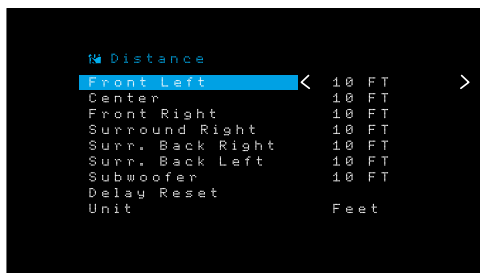 Distance
Front Left < 10 FT >
Center 10 FT
Front Right 10 FT
Surround Right 10 FT
Surr. Back Right 10 FT
Surr. Back Left 10 FT
Subwoofer 10 FT
Delay Reset
Unit Feet